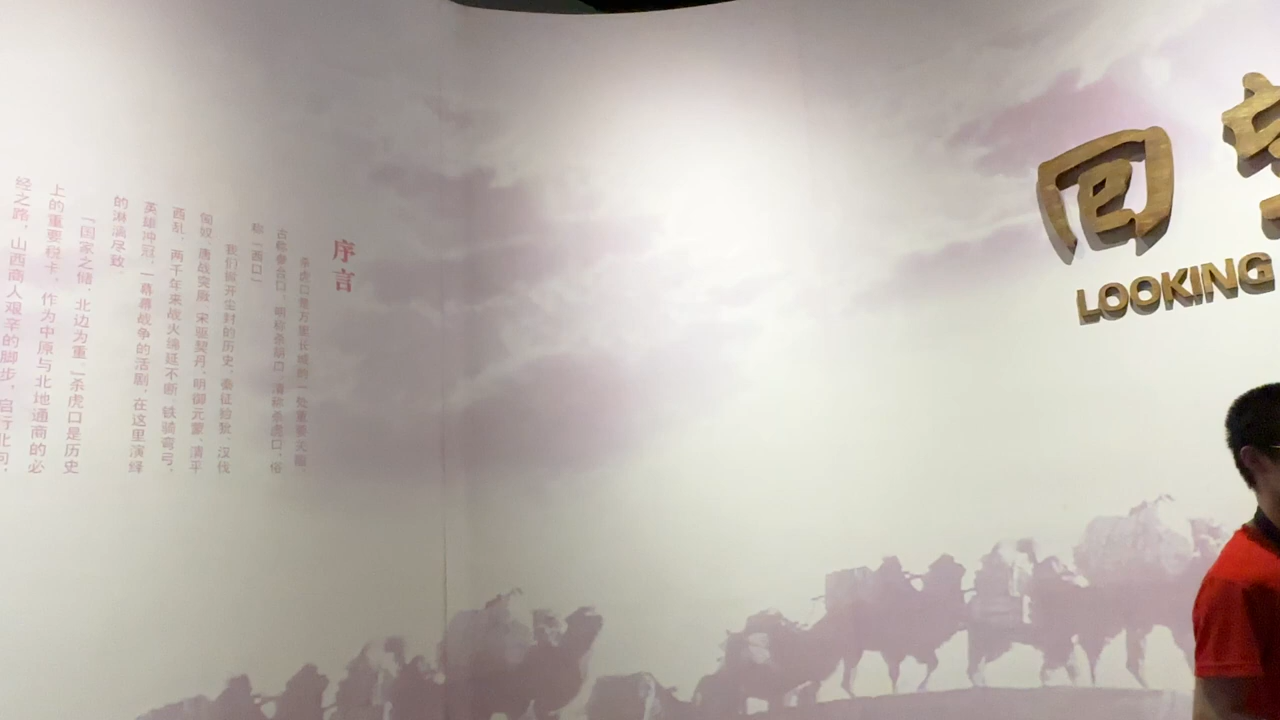 回望
LOOKING
序言
杀虎口是万里长城的一处重要关隘
古称参合口，明称杀胡口，清称杀虎口，俗
称「西口」
我们掀开尘封的历史，秦征猃狁、汉伐
匈奴、唐战突厥、宋驱契丹、明御元蒙、清平
西乱，两千年来战火绵延不断，铁骑弯弓，
英雄冲冠，一幕幕战争的活剧，在这里演绎
的淋漓尽致。
「国家之储，北边为重。」杀虎口是历史
上的重要税卡，作为中原与北地通商的必
经之路，山西商人艰辛的脚步，启行北向，